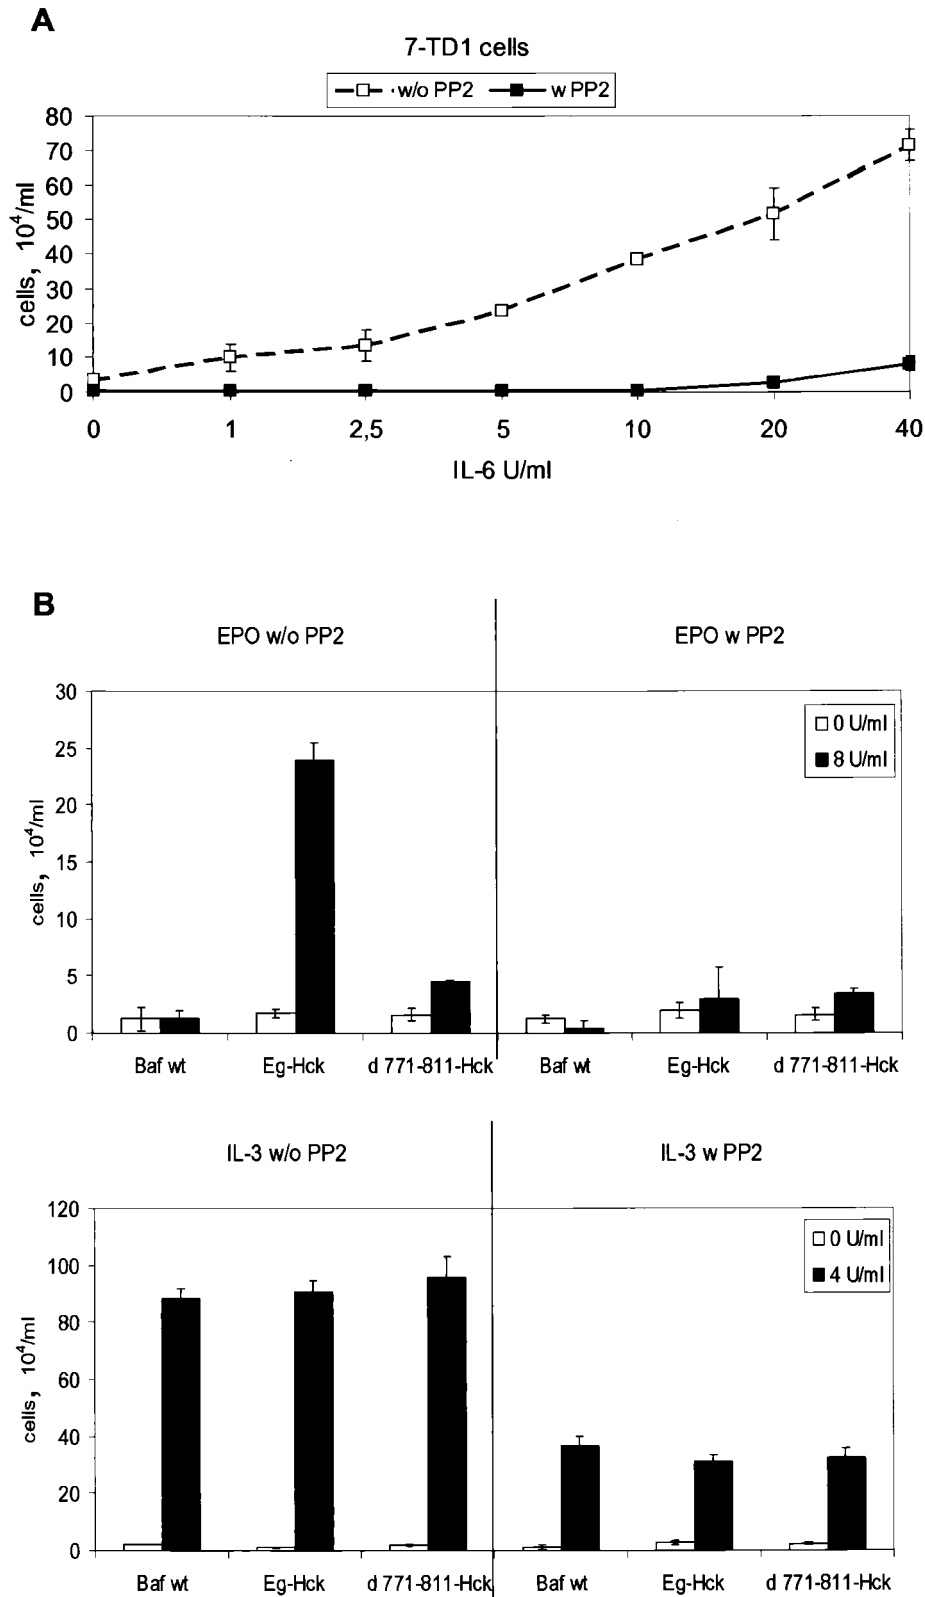 A
7-TD1 cells
w/o PP2 w PP2
80
70
60
50
40
30
20
10
0
cells, 10⁴/ml
0 1 2,5 5 10 20 40
IL-6 U/ml
B
EPO w/o PP2 EPO w PP2
30
25
20
15
10
5
0
cells, 10⁴/ml
0 U/ml
8 U/ml
Baf wt Eg-Hck d 771-811-Hck Baf wt Eg-Hck d 771-811-Hck
IL-3 w/o PP2 IL-3 w PP2
120
100
80
60
40
20
0
cells, 10⁴/ml
0 U/ml
4 U/ml
Baf wt Eg-Hck d 771-811-Hck Baf wt Eg-Hck d 771-811-Hck